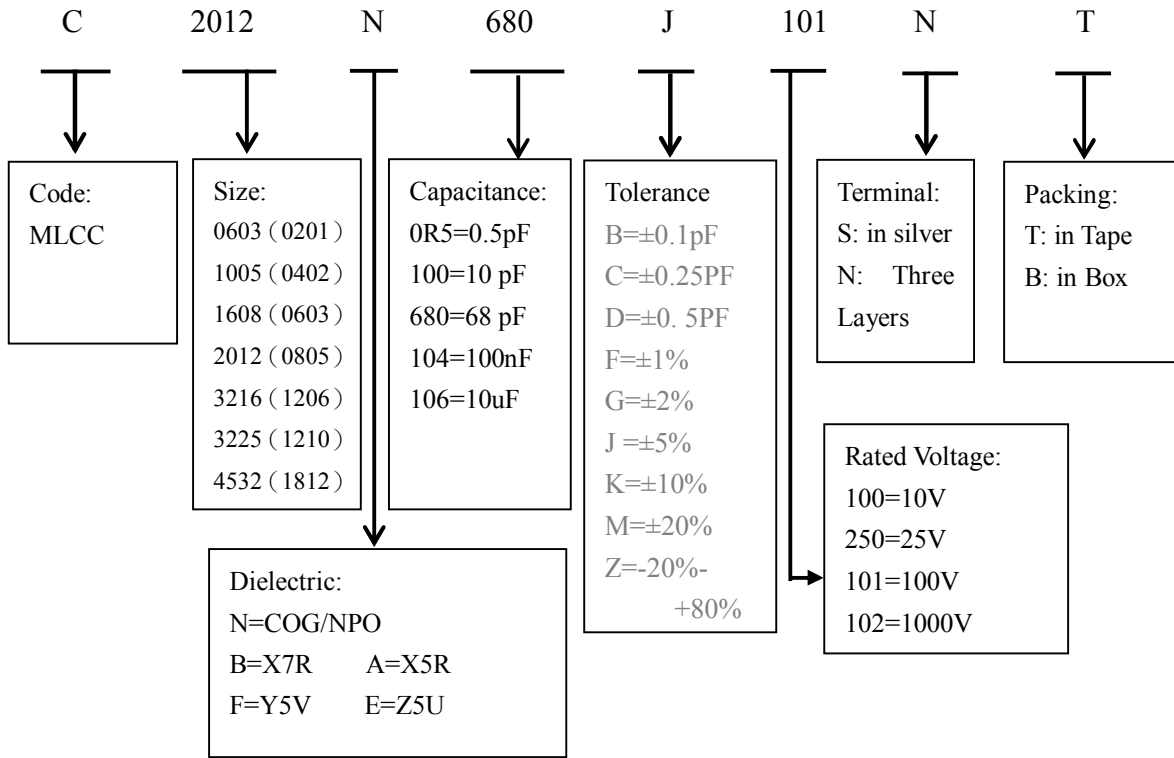 C 2012 N 680 J 101 N T
Code:
MLCC
Size:
0603（0201）
1005（0402）
1608（0603）
2012（0805）
3216（1206）
3225（1210）
4532（1812）
Capacitance:
0R5=0.5pF
100=10 pF
680=68 pF
104=100nF
106=10uF
Tolerance
B=±0.1pF
C=±0.25PF
D=±0. 5PF
F=±1%
G=±2%
J =±5%
K=±10%
M=±20%
Z=-20%-
+80%
Terminal:
S: in silver
N: Three
Layers
Packing:
T: in Tape
B: in Box
Rated Voltage:
100=10V
250=25V
101=100V
102=1000V
Dielectric:
N=COG/NPO
B=X7R A=X5R
F=Y5V E=Z5U